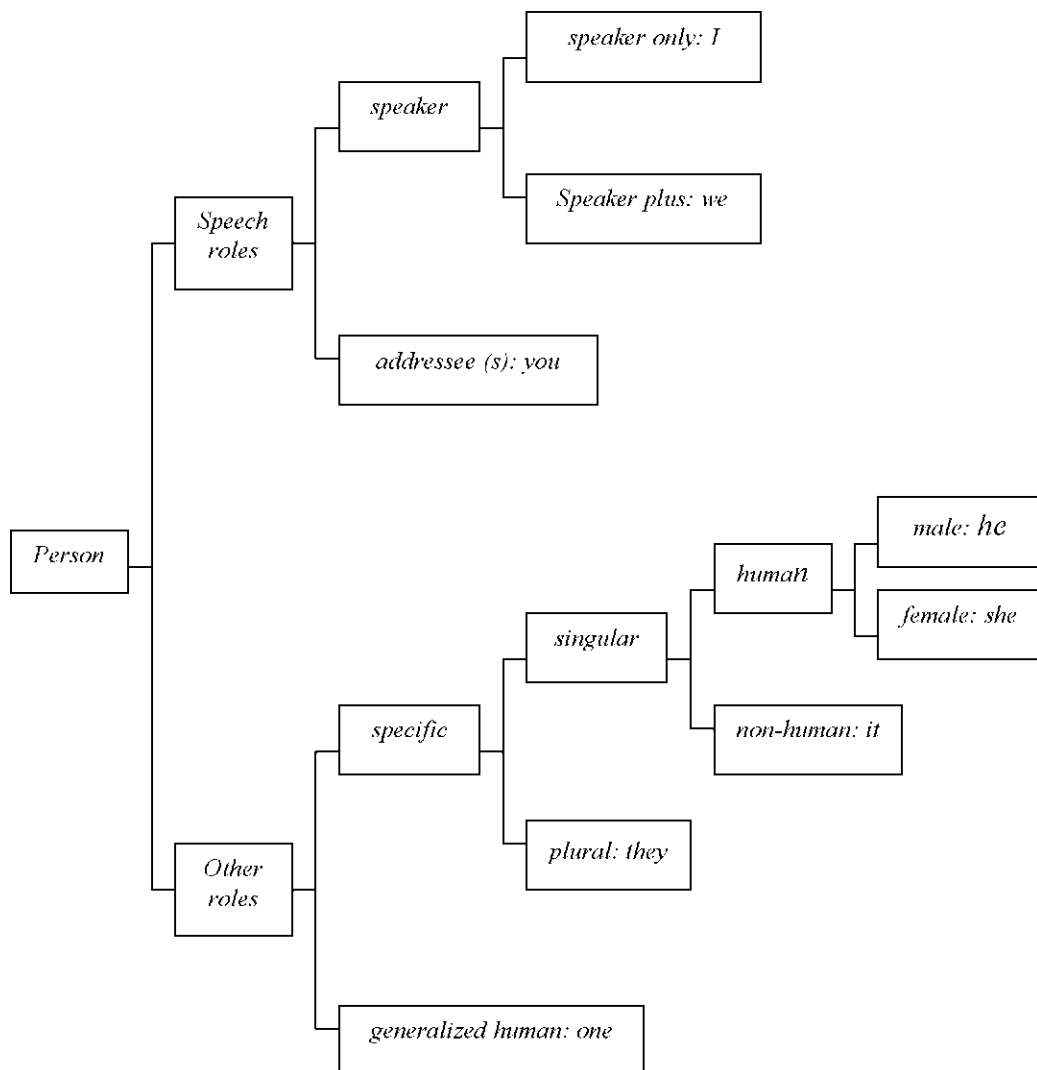 speaker only: I
speaker
Speaker plus: we
Speech
roles
addressee (s): you
Person
male: he
human
female: she
singular
specific
non-human: it
plural: they
Other
roles
generalized human: one